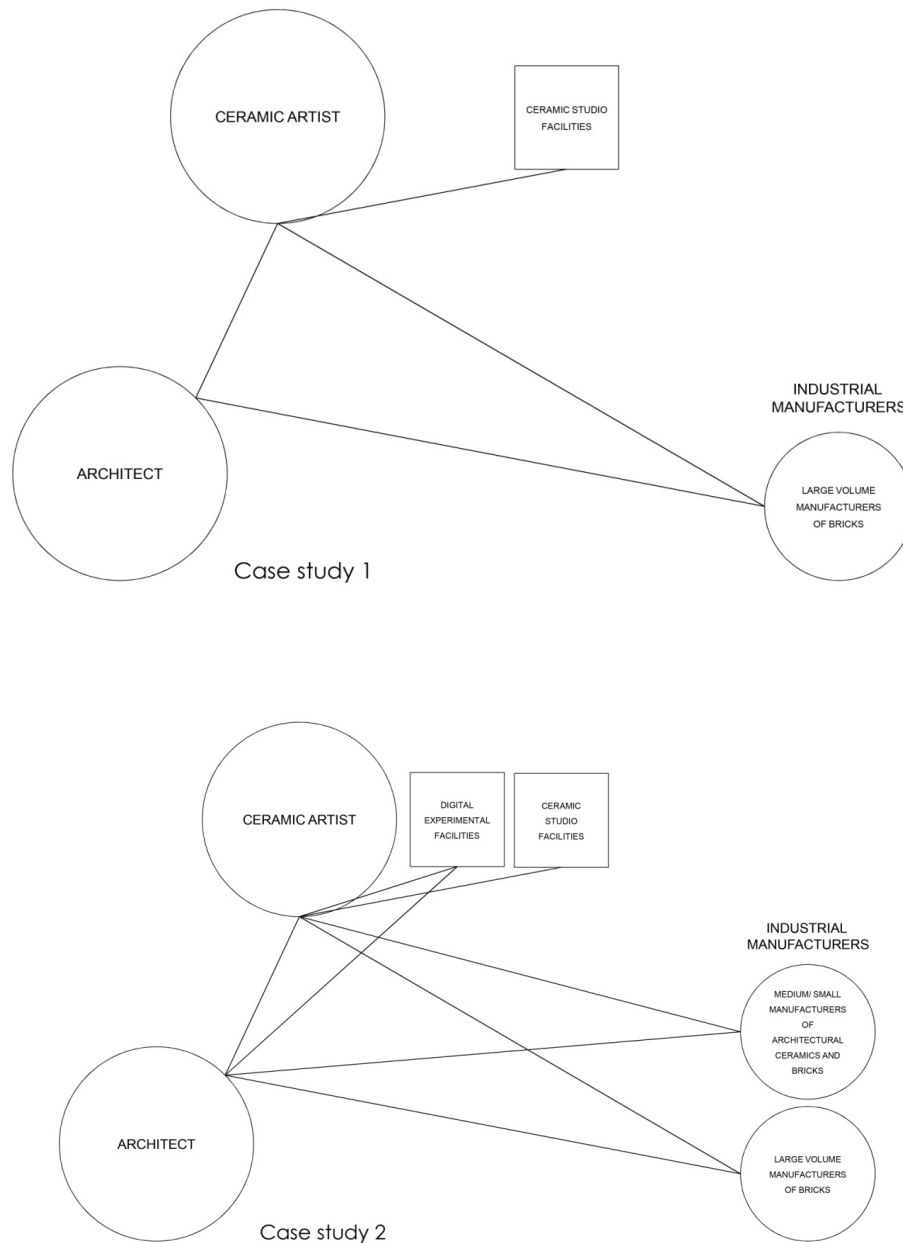 CERAMIC ARTIST
CERAMIC STUDIO
FACILITIES
INDUSTRIAL
MANUFACTURERS
ARCHITECT
LARGE VOLUME
MANUFACTURERS
OF BRICKS
Case study 1
CERAMIC ARTIST
DIGITAL
EXPERIMENTAL
FACILITIES
CERAMIC
STUDIO
FACILITIES
INDUSTRIAL
MANUFACTURERS
MEDIUM/ SMALL
MANUFACTURERS
OF
ARCHITECTURAL
CERAMICS AND
BRICKS
ARCHITECT
LARGE VOLUME
MANUFACTURERS
OF BRICKS
Case study 2